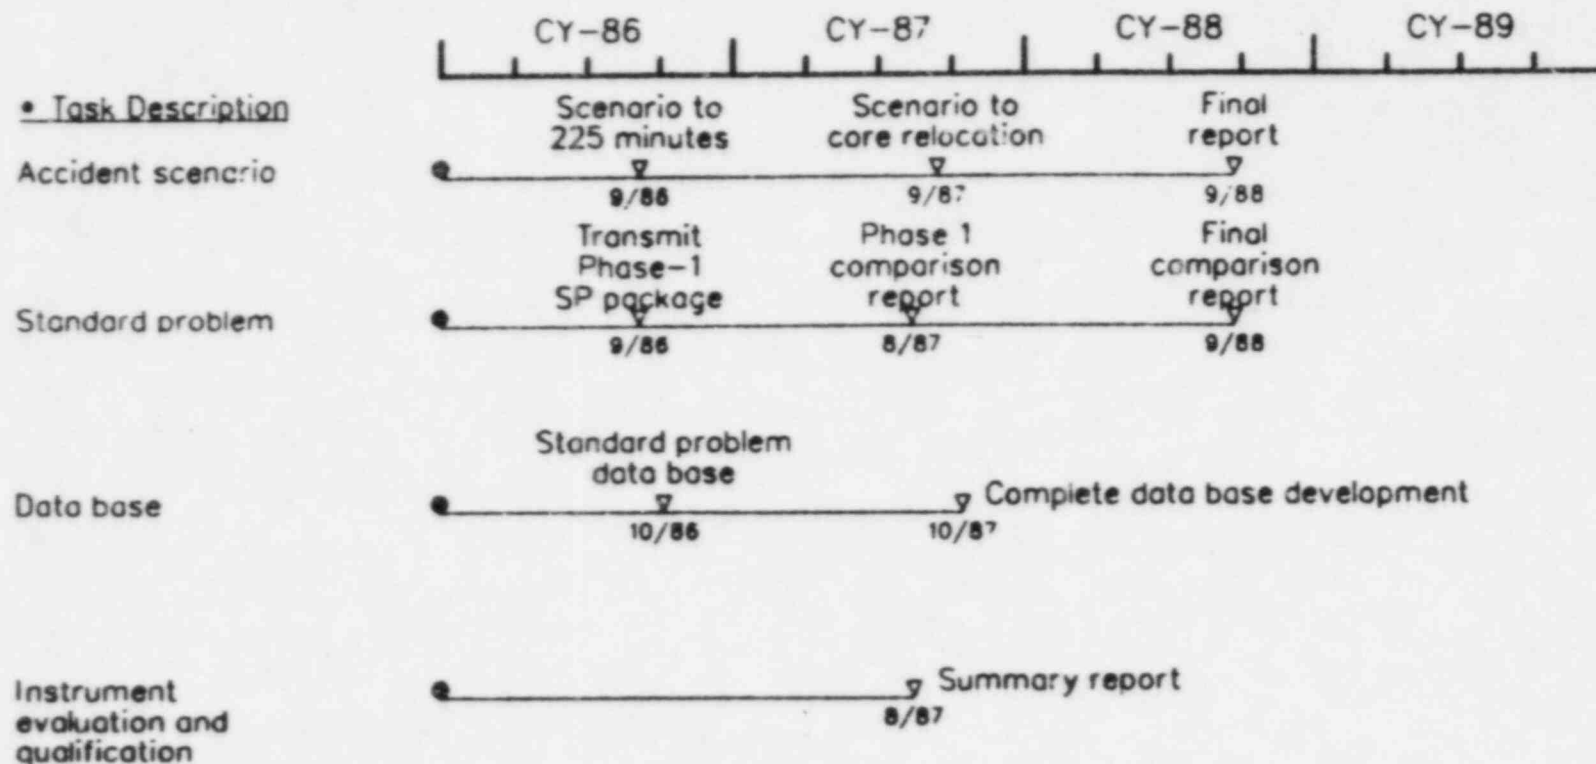 CY-86 CY-87 CY-88 CY-89
• Task Description
Scenario to Scenario to Final
225 minutes core relocation report
Accident scenario
9/86 9/87 9/88
Transmit Phase 1 Final
Phase-1 comparison comparison
SP package report report
Standard problem
9/86 8/87 9/88
Standard problem
data base
Data base
Complete data base development
10/86 10/87
Instrument
evaluation and
qualification
Summary report
8/87